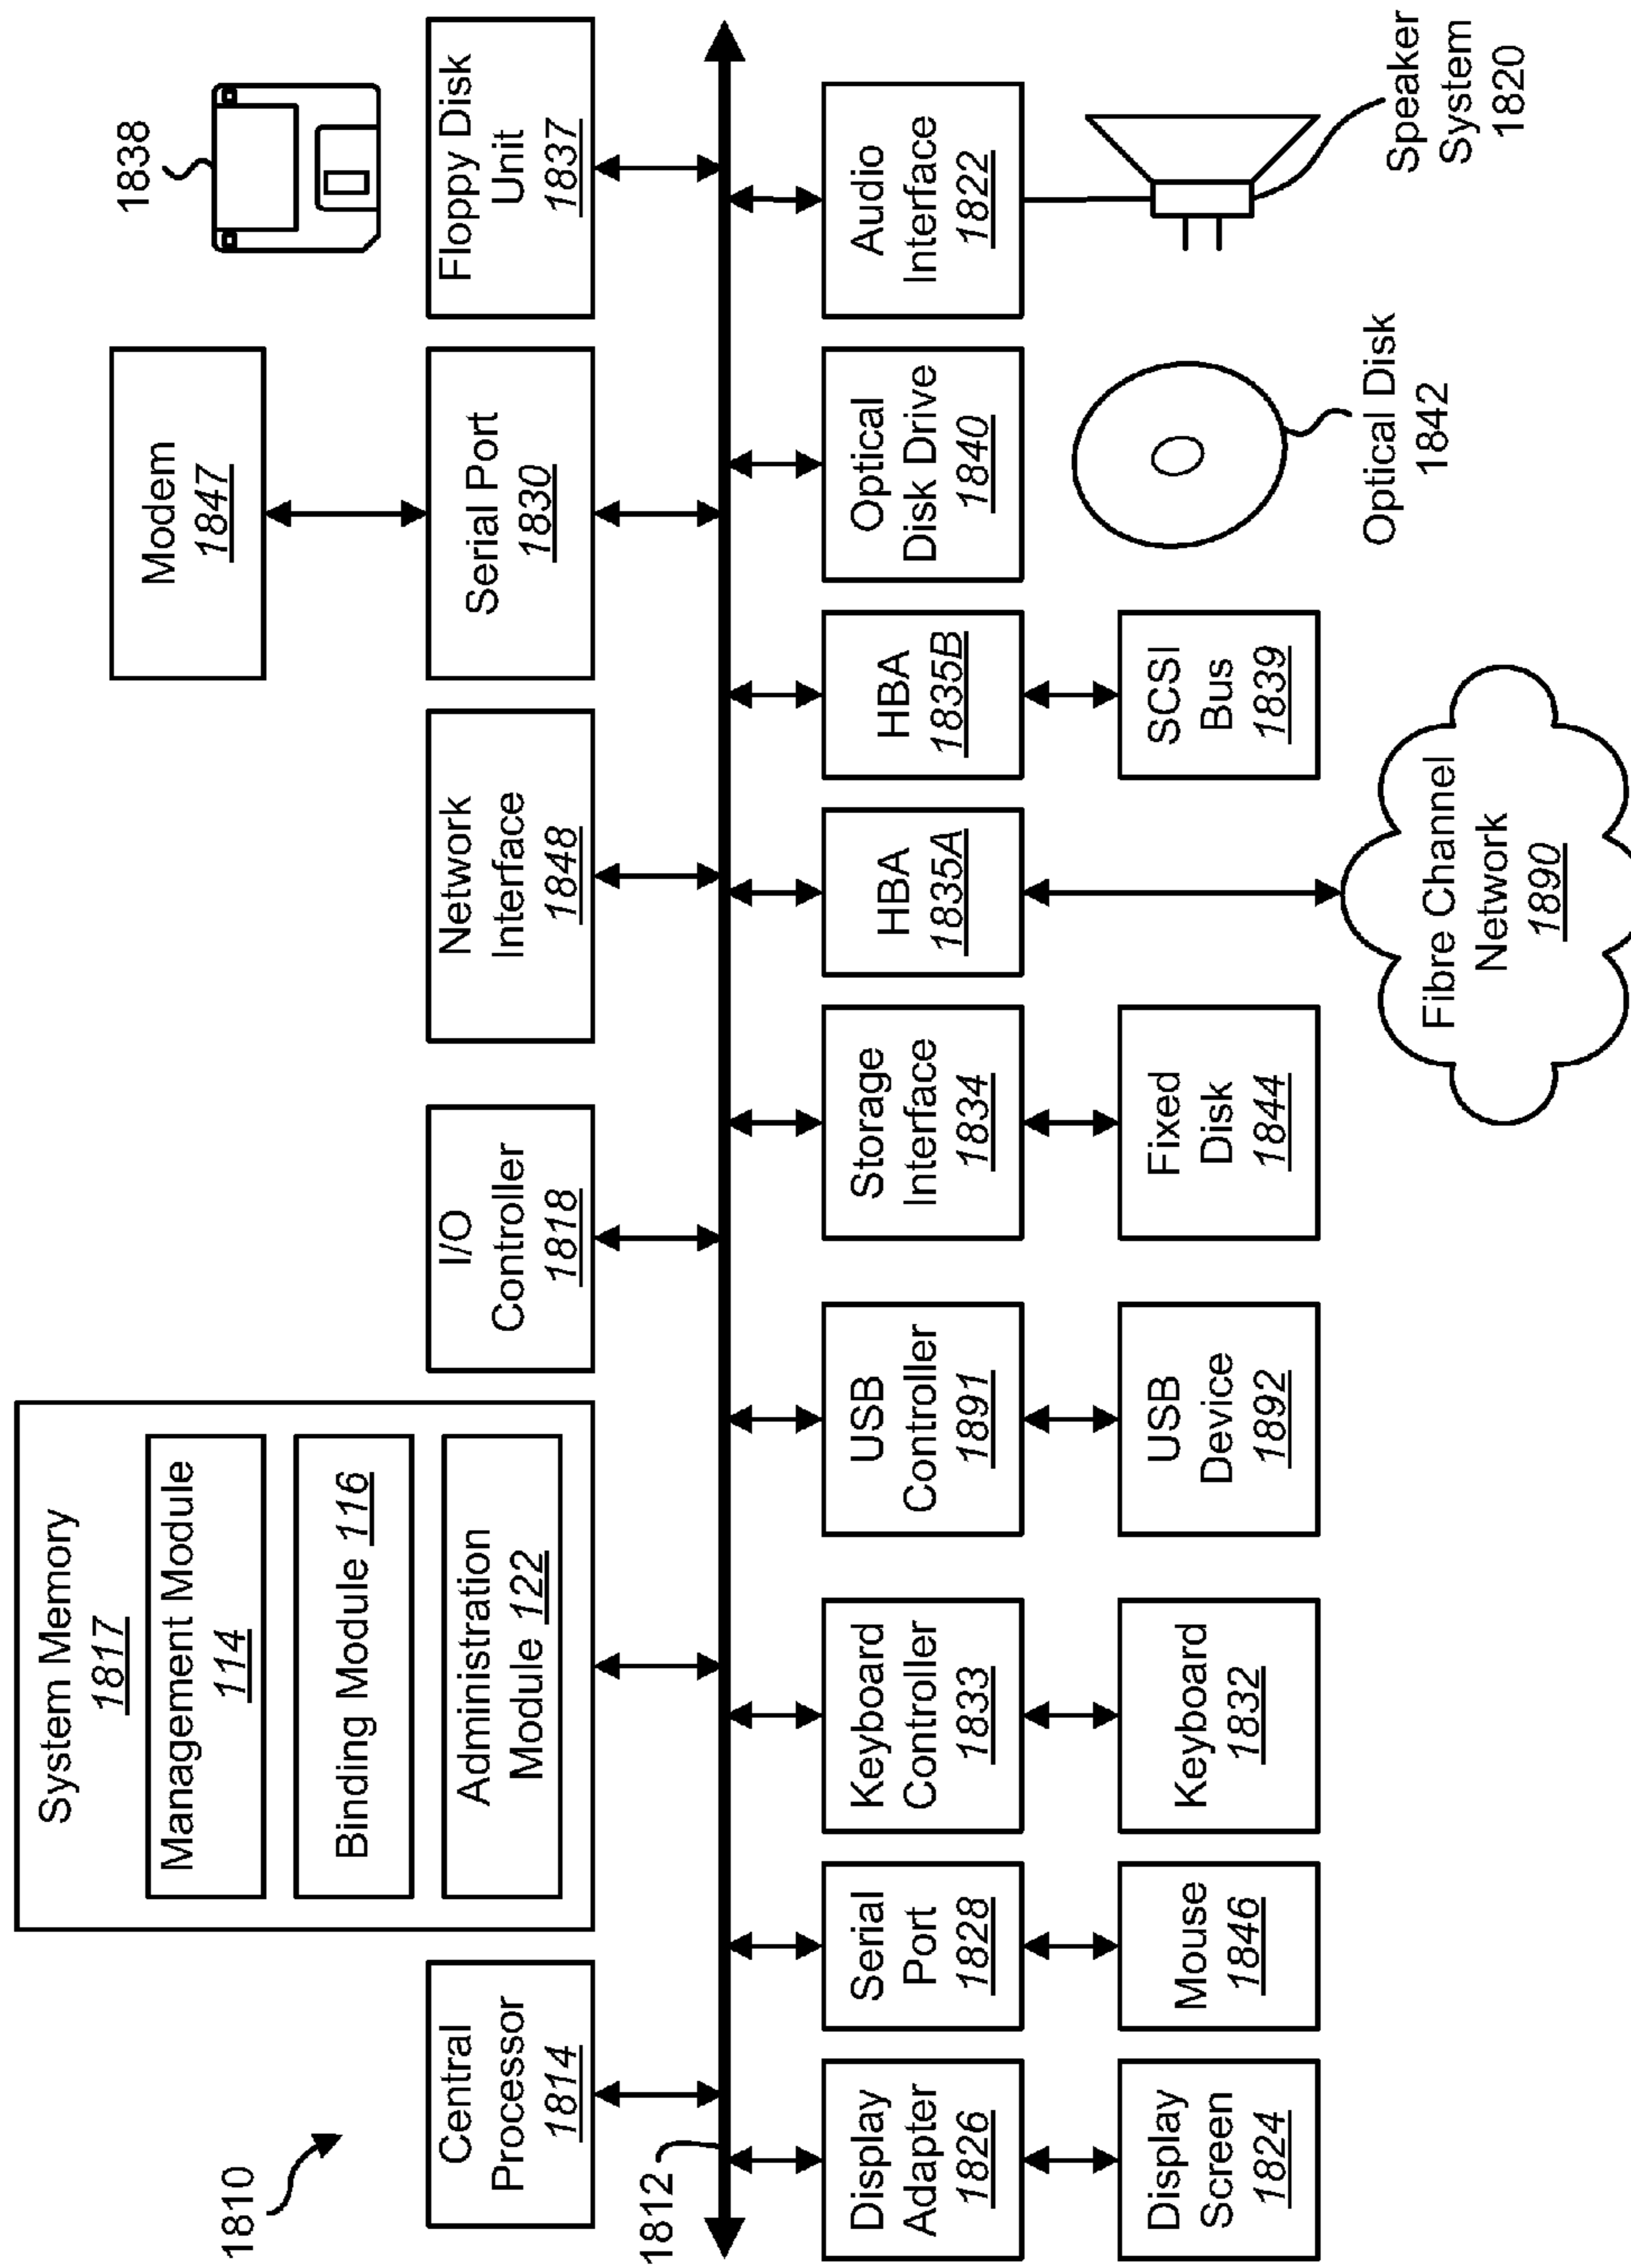 1810
Central
Processor
1814
System Memory
1817
Management Module
114
Binding Module 116
Administration
Module 122
I/O
Controller
1818
Network
Interface
1848
Modem
1847
Serial Port
1830
1838
Floppy Disk
Unit
1837
1812
Display
Adapter
1826
Serial
Port
1828
Keyboard
Controller
1833
USB
Controller
1891
Storage
Interface
1834
HBA
1835A
HBA
1835B
Optical
Disk Drive
1840
Audio
Interface
1822
Display
Screen
1824
Mouse
1846
Keyboard
1832
USB
Device
1892
Fixed
Disk
1844
Fibre Channel
Network
1890
SCSI
Bus
1839
Optical Disk
1842
Speaker
System
1820